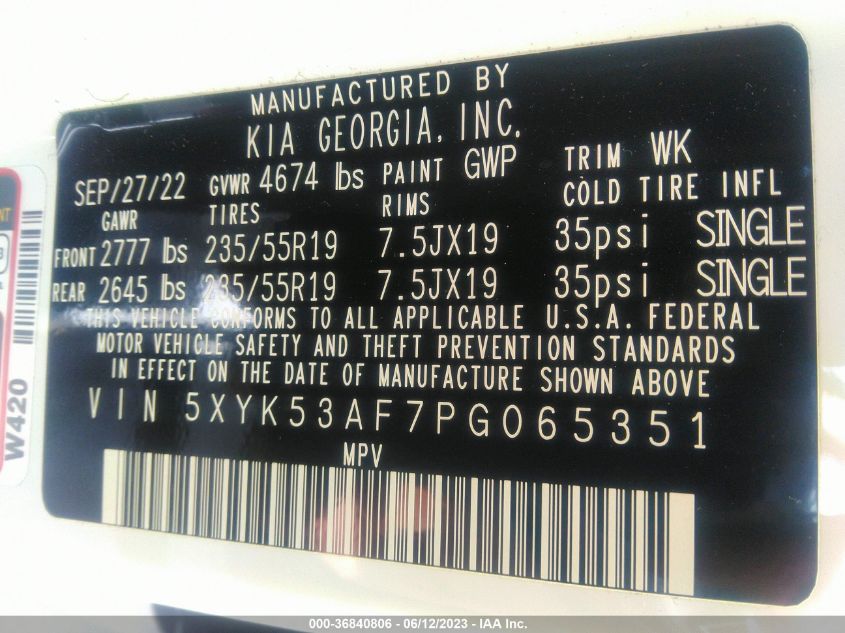 MANUFACTURED BY
KIA GEORGIA, INC.
SEP/27/22 GVWR 4674 lbs PAINT GWP TRIM WK
GAWR TIRES RIMS COLD TIRE INFL
FRONT 2777 lbs 235/55R19 7.5JX19 35psi SINGLE
REAR 2645 lbs 235/55R19 7.5JX19 35psi SINGLE
THIS VEHICLE CONFORMS TO ALL APPLICABLE U.S.A. FEDERAL
MOTOR VEHICLE SAFETY AND THEFT PREVENTION STANDARDS
IN EFFECT ON THE DATE OF MANUFACTURE SHOWN ABOVE
VIN 5XYK53AF7PG065351
MPV
W420
000-36840806 - 06/12/2023 - IAA Inc.